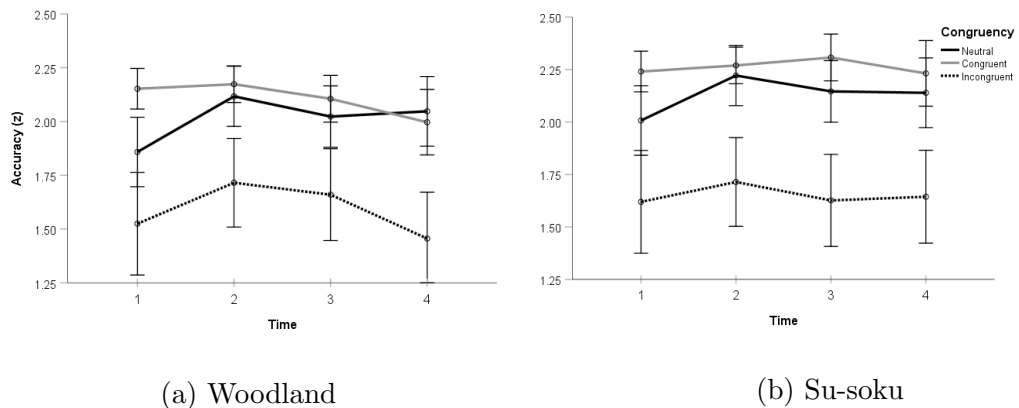 2.50
2.25
2.00
1.75
1.50
1.25
Accuracy (z)
1
2
3
4
Time
(a) Woodland
2.50
2.25
2.00
1.75
1.50
1.25
1
2
3
4
Time
Congruency
Neutral
Congruent
Incongruent
(b) Su-soku